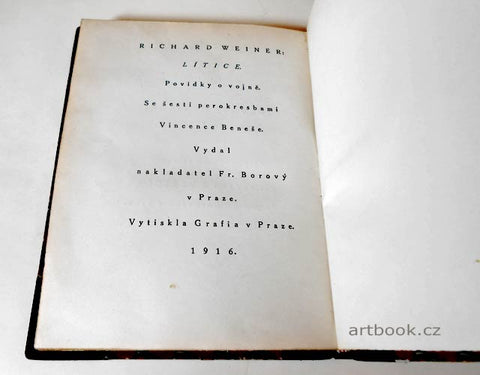 RICHARD WEINER:
LÍTICE.
Povídky o vojně.
Se šesti perokresbami
Vincence Beneše.
Vydal
nakladatel Fr. Borový
v Praze.
Vytiskla Grafia v Praze.
1916.
artbook.cz